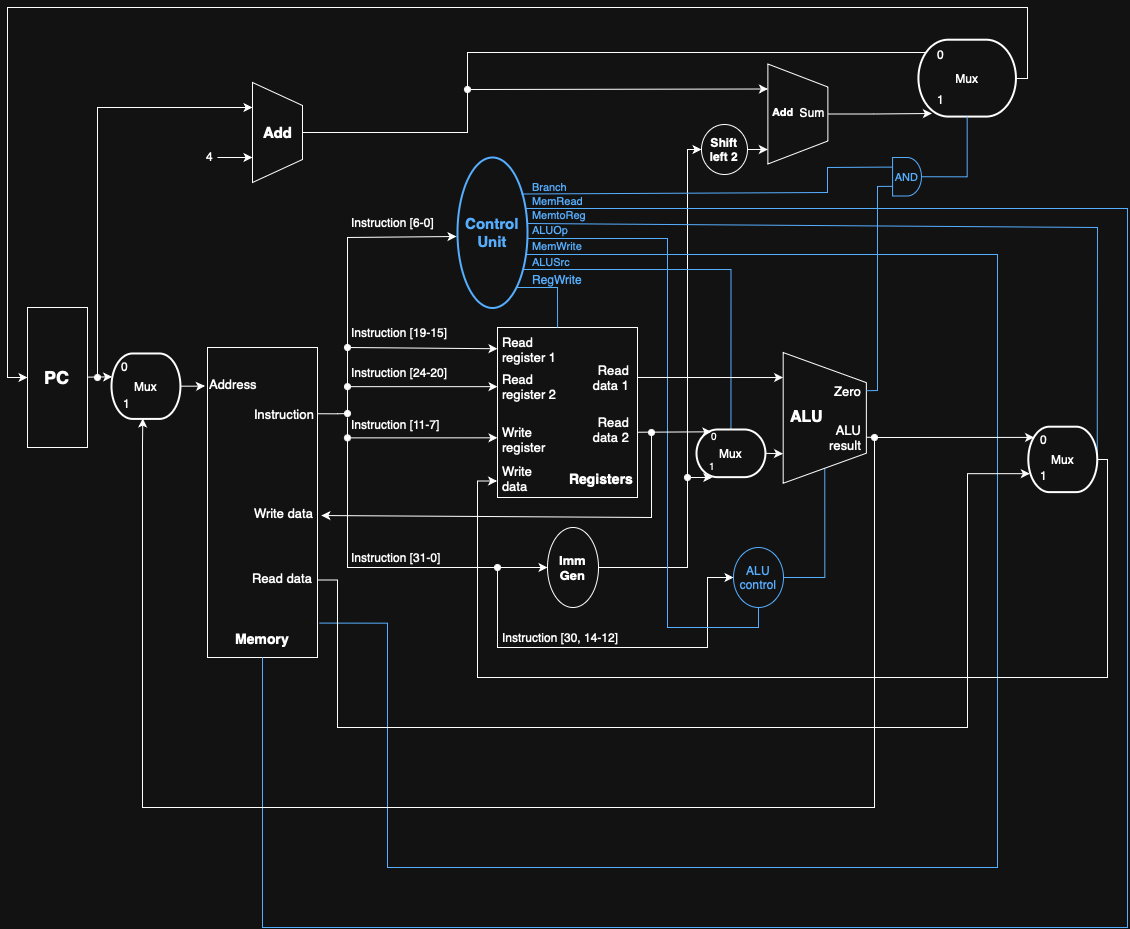 0
Mux
1
Add
4
Add Sum
Shift
left 2
AND
Branch
MemRead
MemtoReg
ALUOp
MemWrite
ALUSrc
RegWrite
Control
Unit
Instruction [6-0]
PC
0
Mux
1
Address
Instruction
Write data
Read data
Memory
Instruction [19-15]
Instruction [24-20]
Instruction [11-7]
Instruction [31-0]
Instruction [30, 14-12]
Read
register 1
Read
register 2
Write
register
Write
data
Read
data 1
Read
data 2
Registers
0
Mux
1
Zero
ALU
ALU
result
0
Mux
1
Imm
Gen
ALU
control